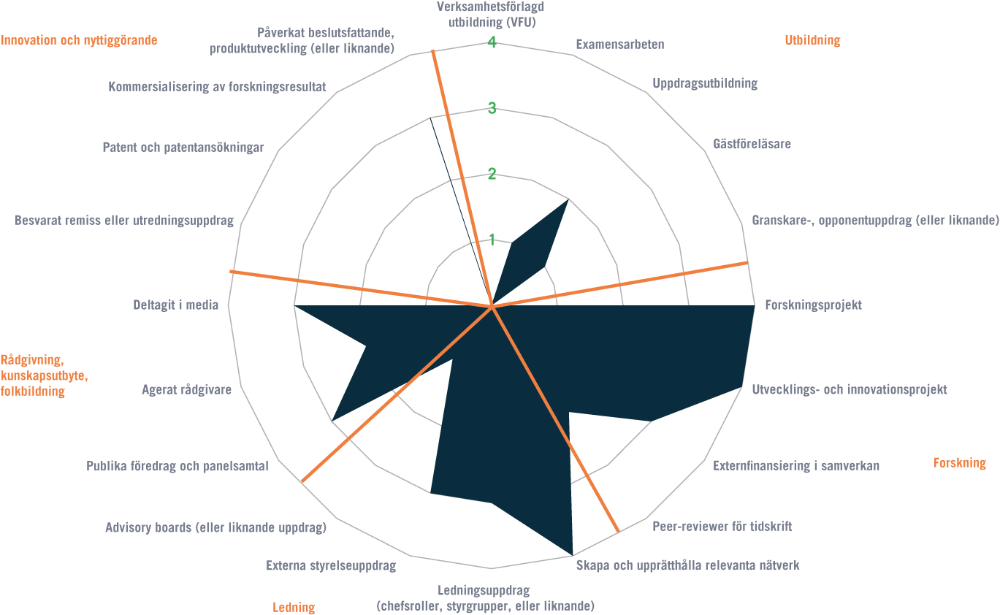 Verksamhetsförlagd
utbildning (VFU)
Innovation och nyttiggörande
Påverkat beslutsfattande,
produktutveckling (eller liknande)
4
Examensarbeten
Utbildning
Kommersialisering av forskningsresultat
3
Uppdragsutbildning
Patent och patentansökningar
2
Gästföreläsare
Besvarat remiss eller utredningsuppdrag
1
Granskare-, opponentuppdrag (eller liknande)
Deltagit i media
Forskningsprojekt
Rådgivning,
kunskapsutbyte,
folkbildning
Agerat rådgivare
Utvecklings- och innovationsprojekt
Publika föredrag och panelsamtal
Externfinansiering i samverkan
Forskning
Advisory boards (eller liknande uppdrag)
Peer-reviewer för tidskrift
Externa styrelseuppdrag
Skapa och upprätthålla relevanta nätverk
Ledningsuppdrag
(chefsroller, styrgrupper, eller liknande)
Ledning